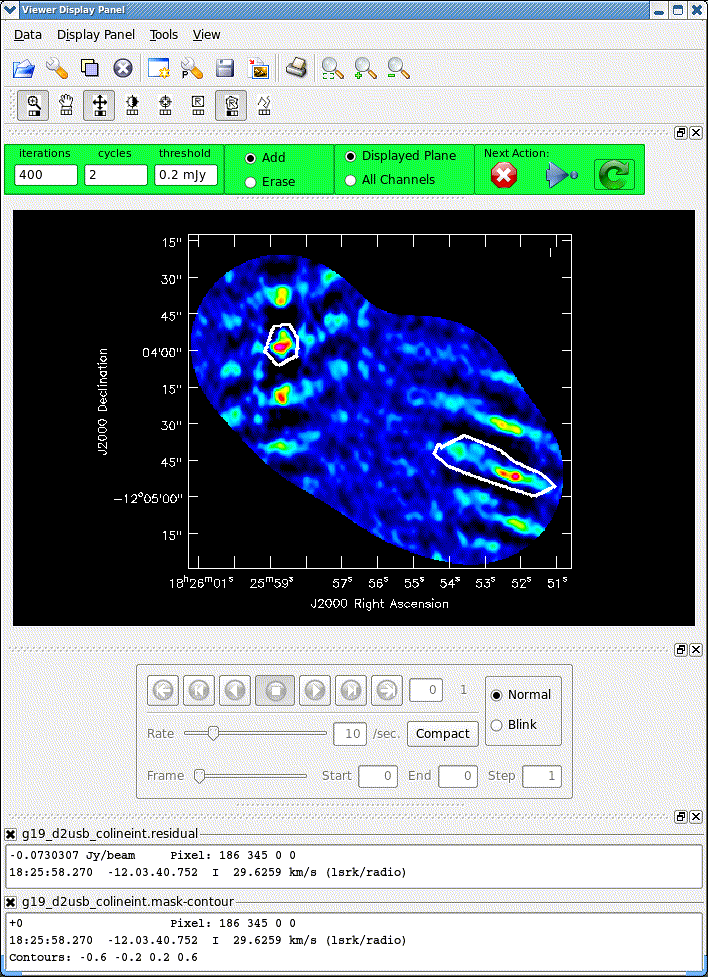 Viewer Display Panel
Data Display Panel Tools View
iterations cycles threshold
400 2 0.2 mJy
Add
Erase
Displayed Plane
All Channels
Next Action:
15"
30"
45"
04'00"
15"
30"
45"
−12°05'00"
15"
J2000 Declination
18ʰ26ᵐ01ˢ 25ᵐ59ˢ 57ˢ 56ˢ 55ˢ 54ˢ 53ˢ 52ˢ 51ˢ
J2000 Right Ascension
0 1
Normal
Blink
Rate 10 /sec. Compact
Frame Start 0 End 0 Step 1
g19_d2usb_colineint.residual
-0.0730307 Jy/beam Pixel: 186 345 0 0
18:25:58.270 -12.03.40.752 I 29.6259 km/s (lsrk/radio)
g19_d2usb_colineint.mask-contour
+0 Pixel: 186 345 0 0
18:25:58.270 -12.03.40.752 I 29.6259 km/s (lsrk/radio)
Contours: -0.6 -0.2 0.2 0.6